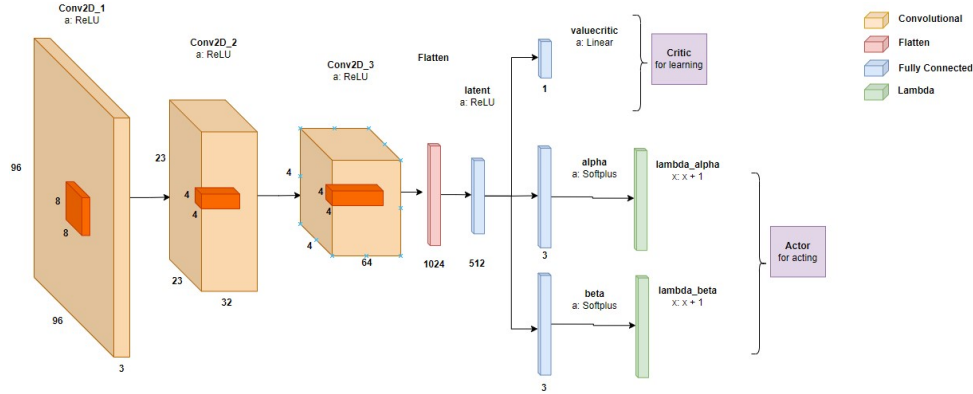 Conv2D_1
a: ReLU
96
8
8
96
3
Conv2D_2
a: ReLU
23
4
4
23
32
Conv2D_3
a: ReLU
4
4
4
4
64
Flatten
1024
latent
a: ReLU
512
valuecritic
a: Linear
1
Critic
for learning
alpha
a: Softplus
3
lambda_alpha
x: x + 1
beta
a: Softplus
3
lambda_beta
x: x + 1
Actor
for acting
Convolutional
Flatten
Fully Connected
Lambda